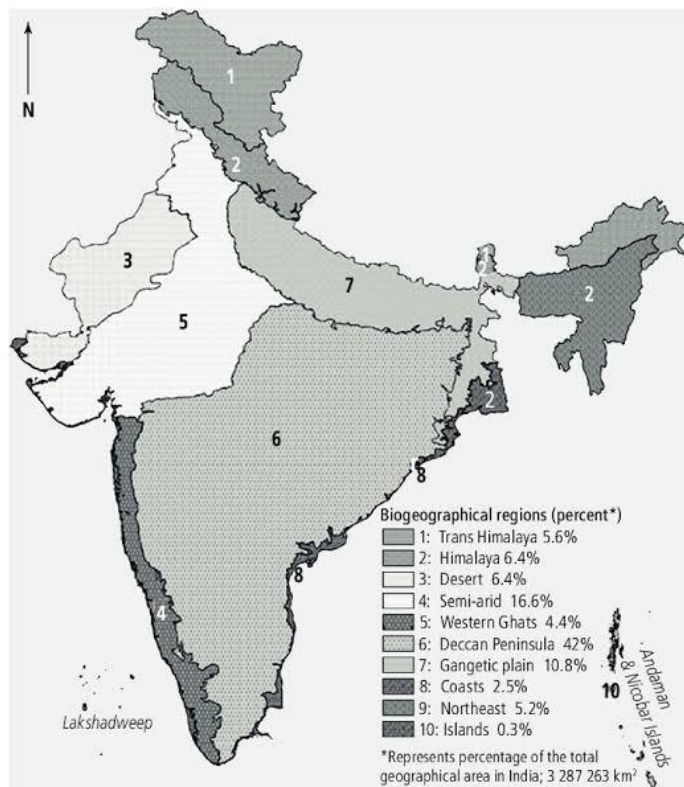 N
1
2
3
1
2
2
7
5
2
6
8
8
4
Biogeographical regions (percent*)
1: Trans Himalaya 5.6%
2: Himalaya 6.4%
3: Desert 6.4%
4: Semi-arid 16.6%
5: Western Ghats 4.4%
6: Deccan Peninsula 42%
7: Gangetic plain 10.8%
8: Coasts 2.5%
9: Northeast 5.2%
10: Islands 0.3%
10
Andaman
& Nicobar Islands
Lakshadweep
*Represents percentage of the total
geographical area in India; 3 287 263 km²